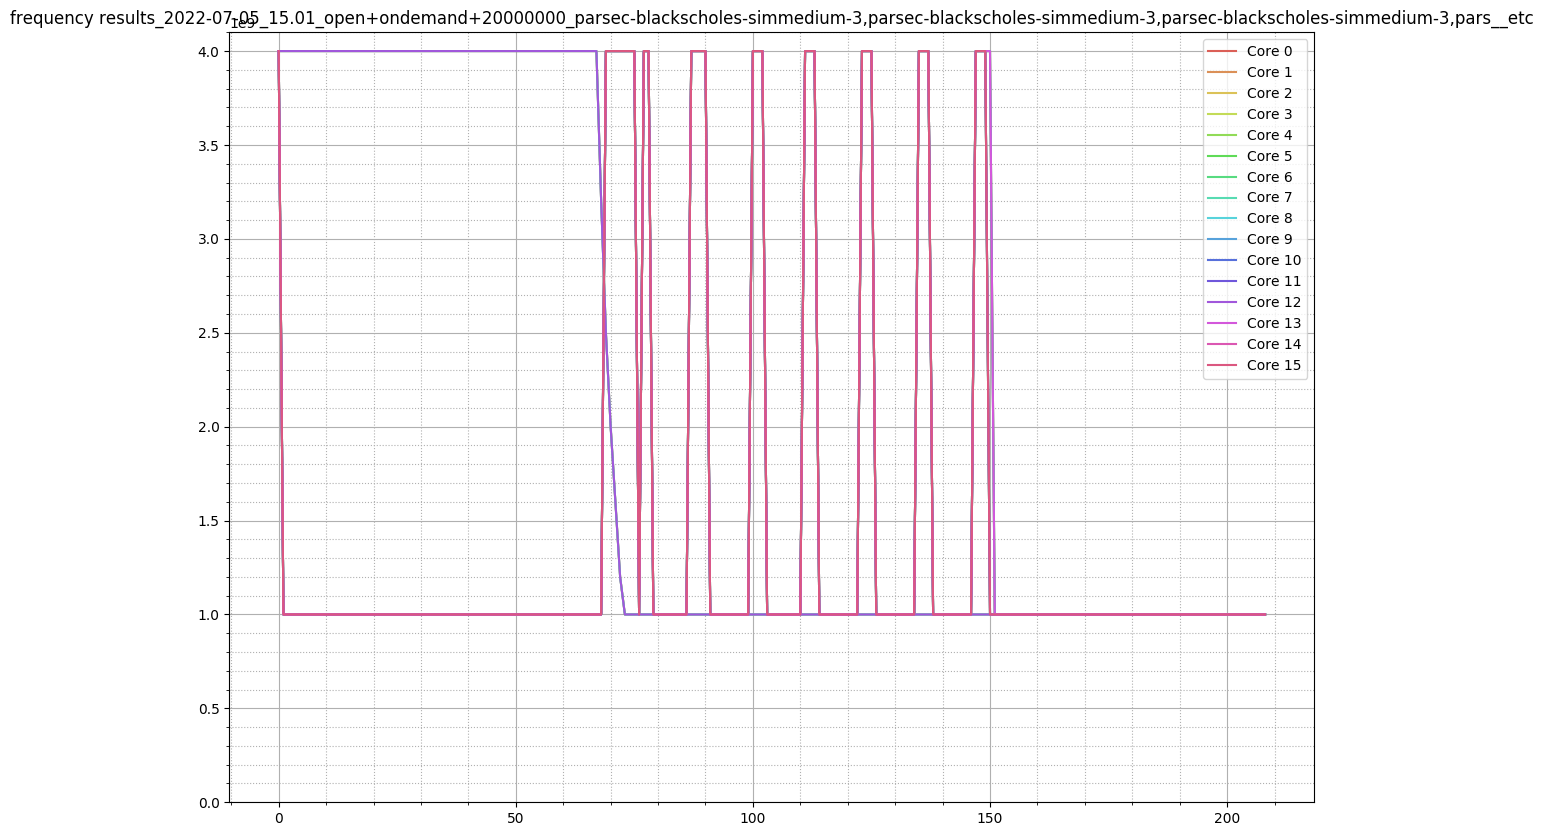 frequency results_2022-07-05_15.01_open+ondemand+20000000_parsec-blackscholes-simmedium-3,parsec-blackscholes-simmedium-3,parsec-blackscholes-simmedium-3,pars__etc
1e9
4.0
3.5
3.0
2.5
2.0
1.5
1.0
0.5
0.0
0 50 100 150 200
Core 0
Core 1
Core 2
Core 3
Core 4
Core 5
Core 6
Core 7
Core 8
Core 9
Core 10
Core 11
Core 12
Core 13
Core 14
Core 15